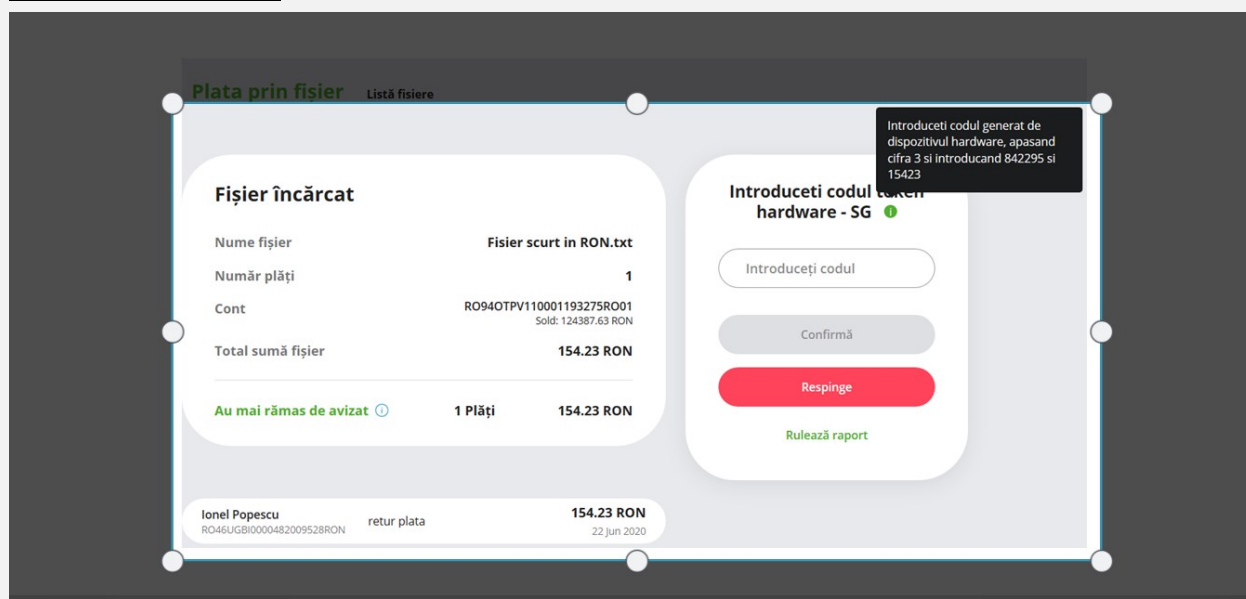 Plata prin fișier Listă fisiere
Introduceti codul generat de
dispozitivul hardware, apasand
cifra 3 si introducand 842295 si
15423
Fișier încărcat
Nume fișier Fisier scurt in RON.txt
Număr plăți 1
Cont RO94OTPV110001193275RO01
Sold: 124387.63 RON
Total sumă fișier 154.23 RON
Au mai rămas de avizat 1 Plăți 154.23 RON
Introduceti codul token
hardware - SG
Introduceți codul
Confirmă
Respinge
Rulează raport
Ionel Popescu retur plata 154.23 RON
RO46UGBI0000482009528RON 22 Jun 2020